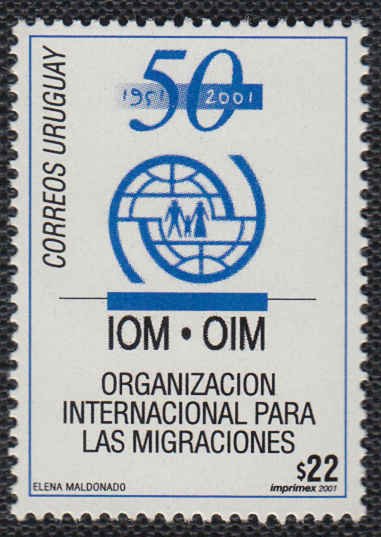 50
1951 2001
CORREOS URUGUAY
IOM • OIM
ORGANIZACION
INTERNACIONAL PARA
LAS MIGRACIONES
$22
ELENA MALDONADO
imprimex 2001